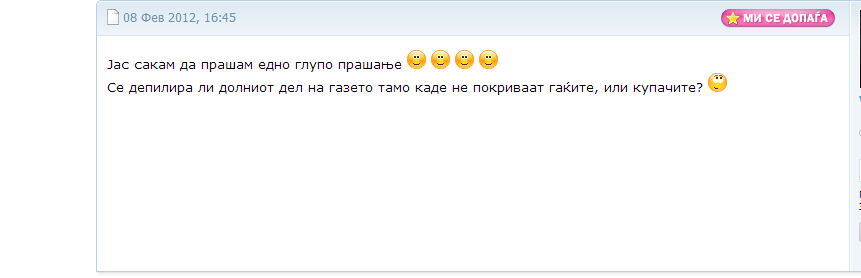 08 Фев 2012, 16:45
МИ СЕ ДОПАЃА
Јас сакам да прашам едно глупо прашање
Се депилира ли долниот дел на газето тамо каде не покриваат гаќите, или купачите?